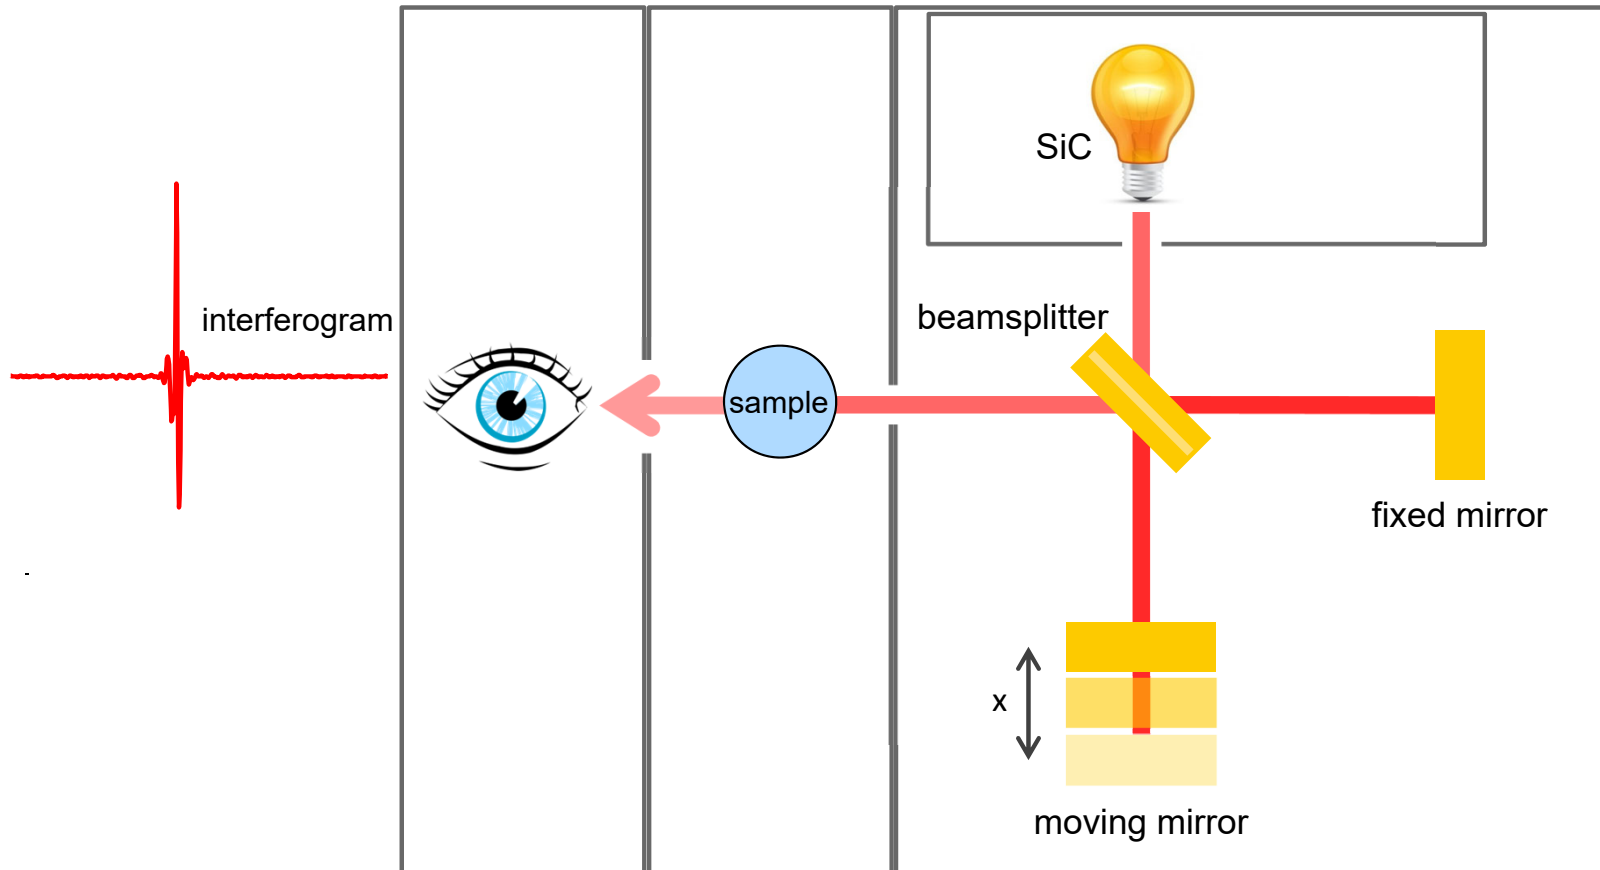 SiC
interferogram
beamsplitter
sample
fixed mirror
x
moving mirror
-